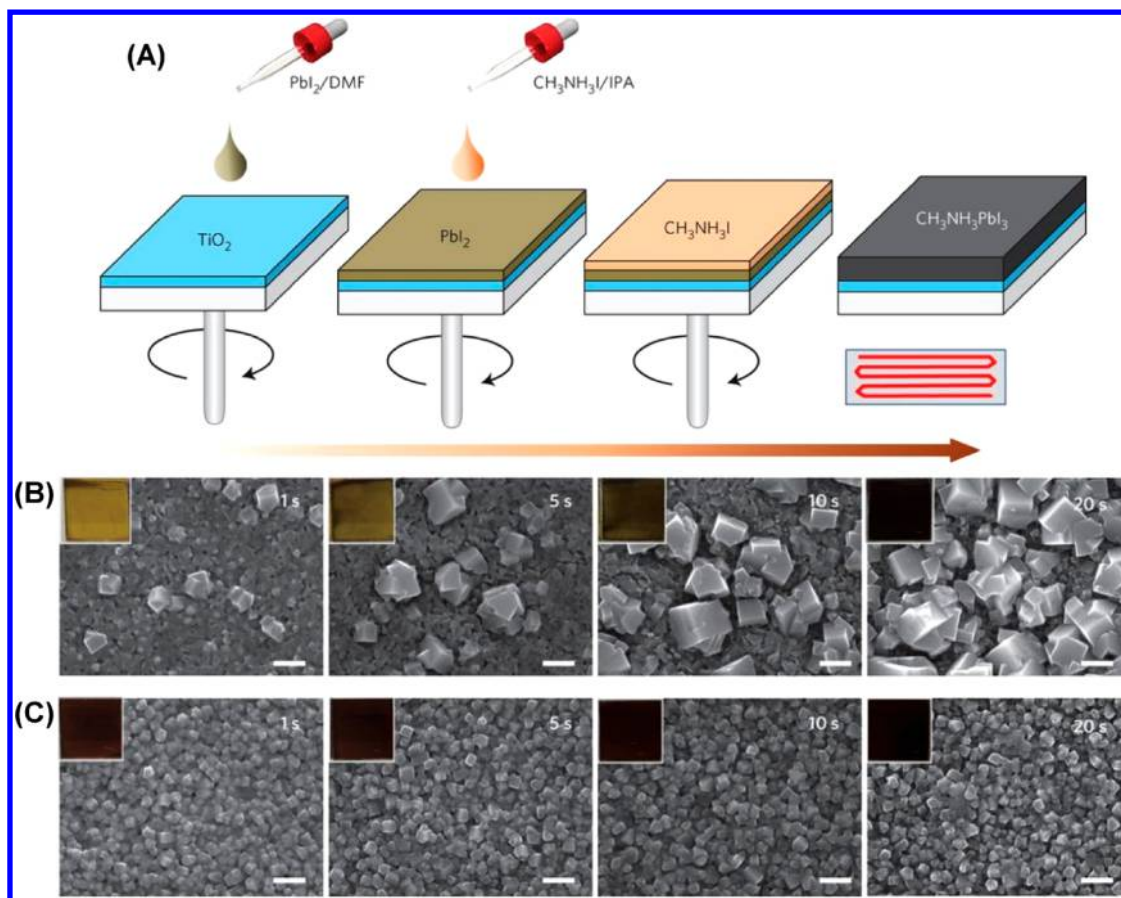 (A)
PbI₂/DMF
CH₃NH₃I/IPA
TiO₂
PbI₂
CH₃NH₃I
CH₃NH₃PbI₃
(B)
1 s
5 s
10 s
20 s
(C)
1 s
5 s
10 s
20 s